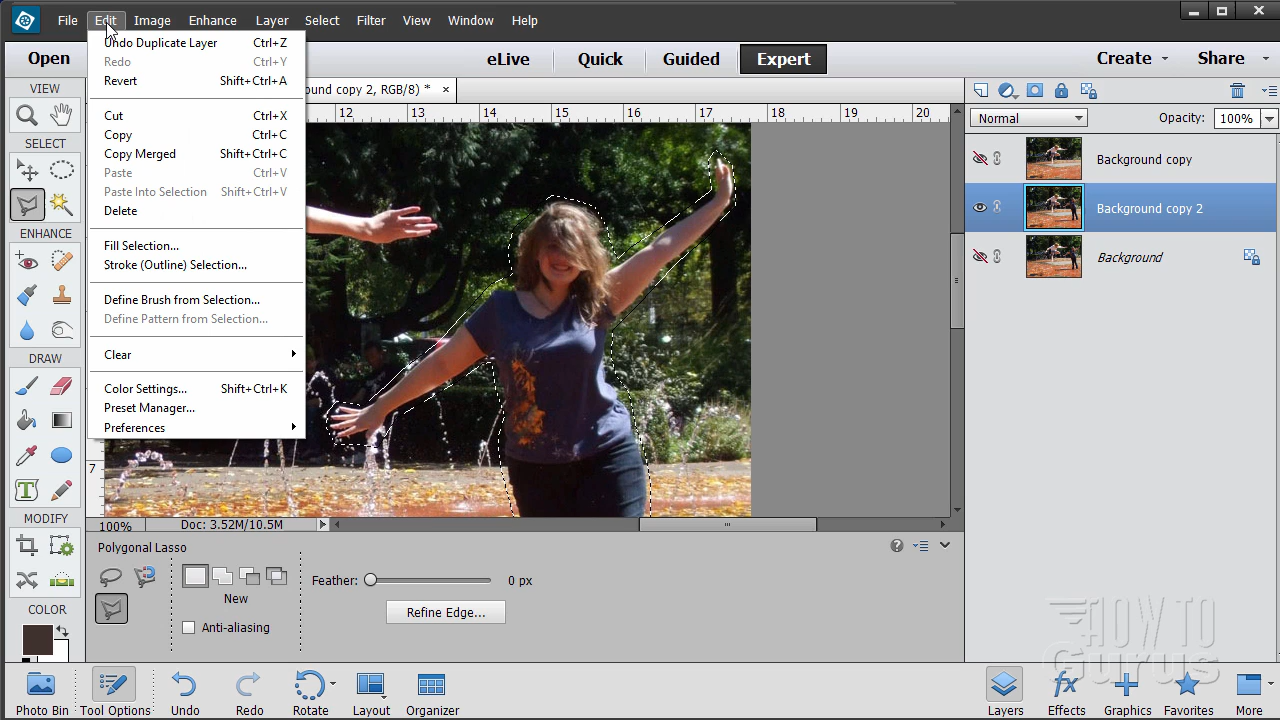 File Edit Image Enhance Layer Select Filter View Window Help
Open eLive Quick Guided Expert Create Share
ound copy 2, RGB/8) * ×
Undo Duplicate Layer Ctrl+Z
Redo Ctrl+Y
Revert Shift+Ctrl+A
Cut Ctrl+X
Copy Ctrl+C
Copy Merged Shift+Ctrl+C
Paste Ctrl+V
Paste Into Selection Shift+Ctrl+V
Delete
Fill Selection...
Stroke (Outline) Selection...
Define Brush from Selection...
Define Pattern from Selection...
Clear
Color Settings... Shift+Ctrl+K
Preset Manager...
Preferences
VIEW
SELECT
ENHANCE
DRAW
MODIFY
COLOR
12 13 14 15 16 17 18 19 20
7
Normal Opacity: 100%
Background copy
Background copy 2
Background
100% Doc: 3.52M/10.5M
Polygonal Lasso
New
Anti-aliasing
Feather: 0 px
Refine Edge...
HOW TO
Gurus
Photo Bin Tool Options Undo Redo Rotate Layout Organizer Layers Effects Graphics Favorites More